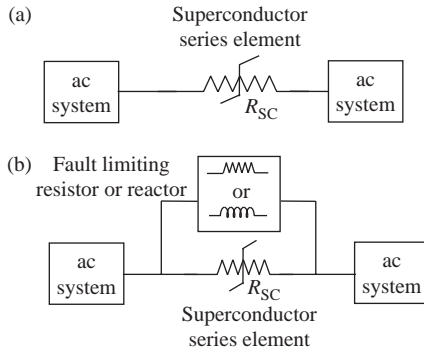 (a)
Superconductor
series element
ac
system
R_SC
ac
system
(b)
Fault limiting
resistor or reactor
or
ac
system
R_SC
ac
system
Superconductor
series element